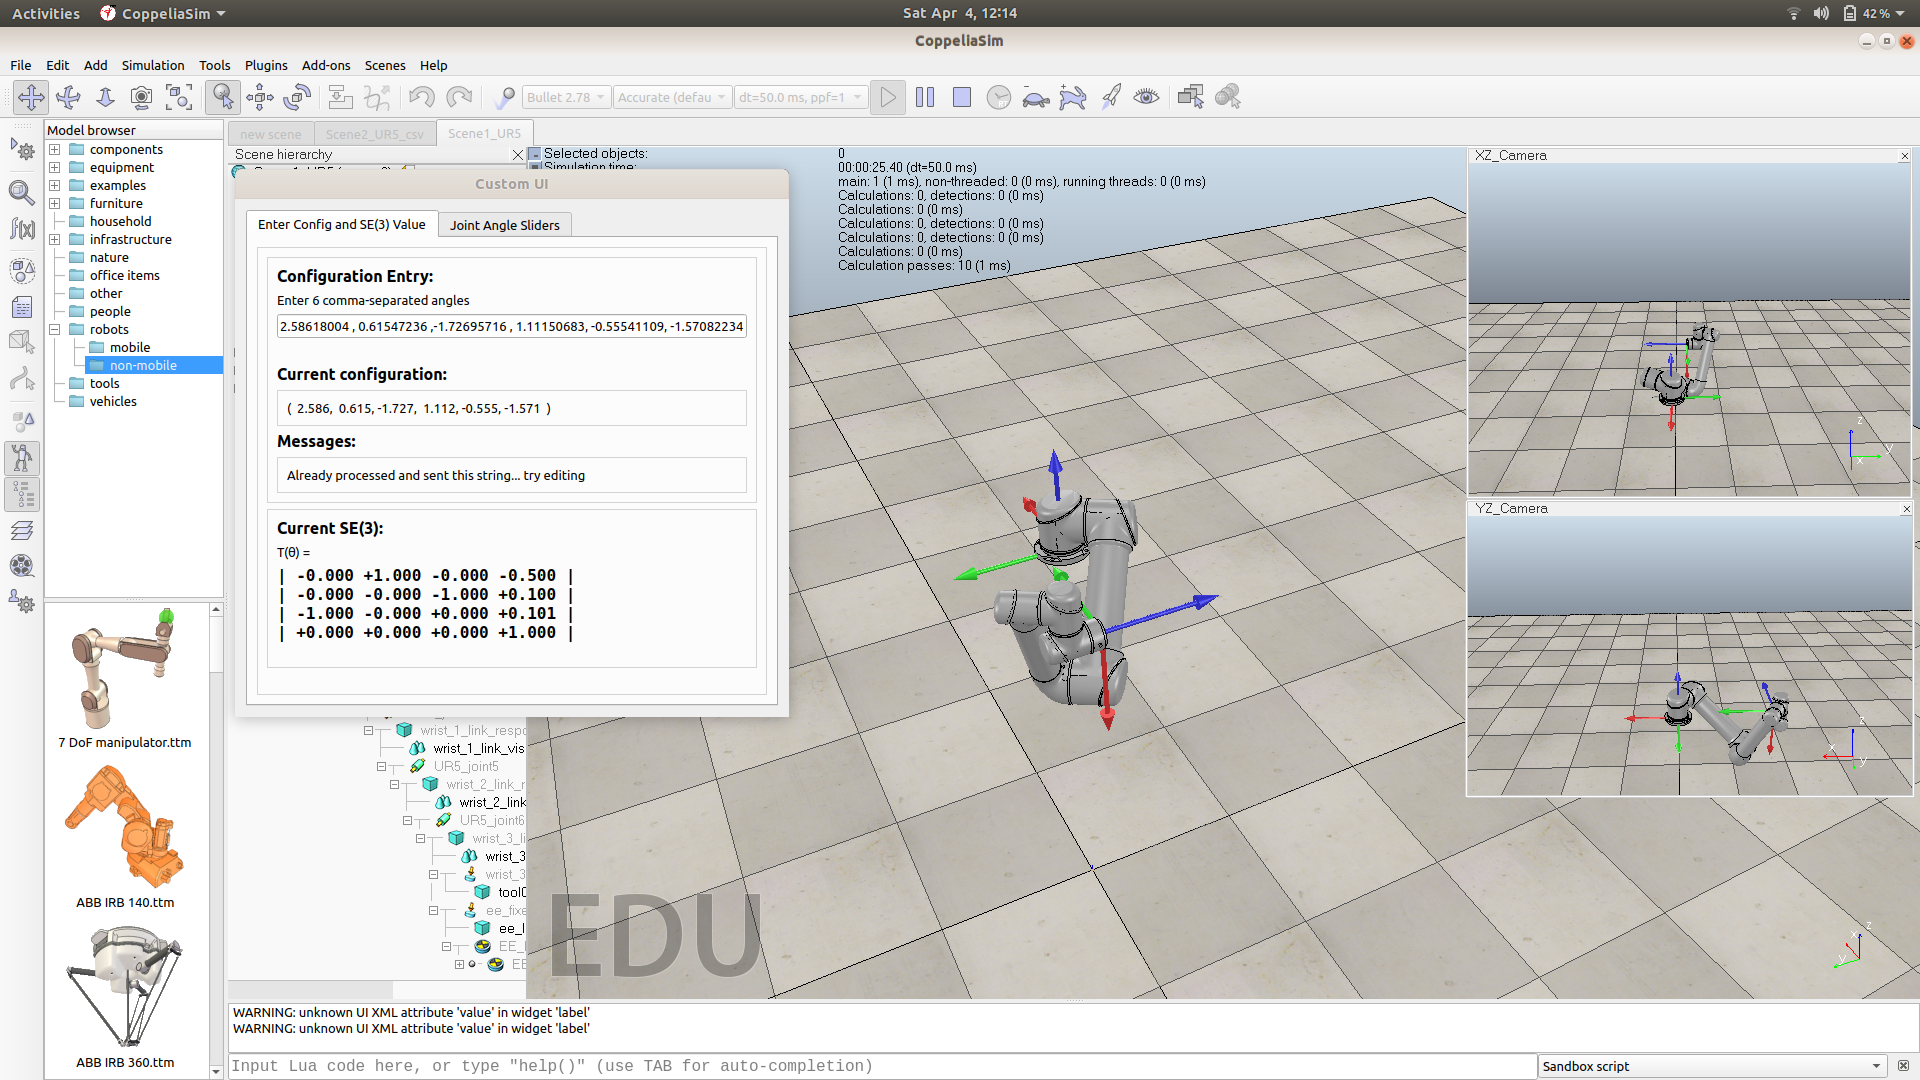 Activities CoppeliaSim Sat Apr 4, 12:14 42 %
CoppeliaSim
File Edit Add Simulation Tools Plugins Add-ons Scenes Help
Bullet 2.78 Accurate (defau dt=50.0 ms, ppf=1
Model browser
components
equipment
examples
furniture
household
infrastructure
nature
office items
other
people
robots
mobile
non-mobile
tools
vehicles
7 DoF manipulator.ttm
ABB IRB 140.ttm
ABB IRB 360.ttm
new scene Scene2_UR5_csv Scene1_UR5
Scene hierarchy
Selected objects: 0
Simulation time: 00:00:25.40 (dt=50.0 ms)
main: 1 (1 ms), non-threaded: 0 (0 ms), running threads: 0 (0 ms)
Calculations: 0, detections: 0 (0 ms)
Calculations: 0 (0 ms)
Calculations: 0, detections: 0 (0 ms)
Calculations: 0, detections: 0 (0 ms)
Calculations: 0 (0 ms)
Calculation passes: 10 (1 ms)
Custom UI
Enter Config and SE(3) Value Joint Angle Sliders
Configuration Entry:
Enter 6 comma-separated angles
2.58618004 , 0.61547236 ,-1.72695716 , 1.11150683, -0.55541109, -1.57082234
Current configuration:
( 2.586, 0.615, -1.727, 1.112, -0.555, -1.571 )
Messages:
Already processed and sent this string... try editing
Current SE(3):
T(θ) =
| -0.000 +1.000 -0.000 -0.500 |
| -0.000 -0.000 -1.000 +0.100 |
| -1.000 -0.000 +0.000 +0.101 |
| +0.000 +0.000 +0.000 +1.000 |
wrist_1_link_respo
wrist_1_link_vis
UR5_joint5
wrist_2_link_r
wrist_2_link
UR5_joint6
wrist_3_li
wrist_3
wrist_3
tool0
ee_fixe
ee_l
EE_
EE
EDU
XZ_Camera
z
y
x
YZ_Camera
z
x
y
x
z
y
WARNING: unknown UI XML attribute 'value' in widget 'label'
WARNING: unknown UI XML attribute 'value' in widget 'label'
Input Lua code here, or type "help()" (use TAB for auto-completion)
Sandbox script